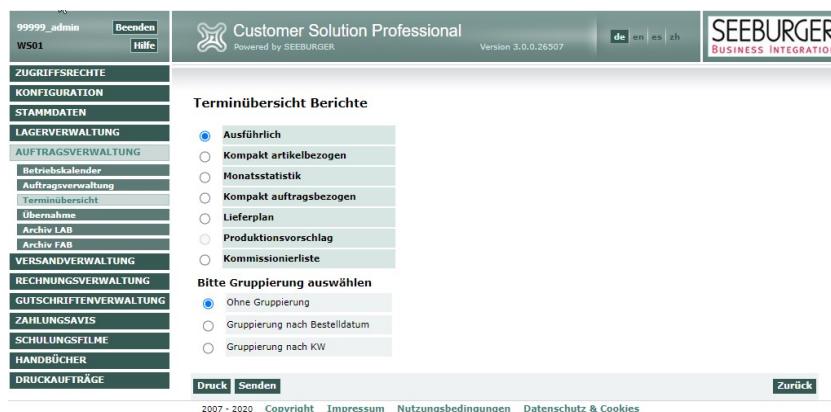 99999_admin Beenden
WS01 Hilfe
Customer Solution Professional
Powered by SEEBURGER Version 3.0.0.26507
de en es zh
SEEBURGER
BUSINESS INTEGRATION
ZUGRIFFSRECHTE
KONFIGURATION
STAMMDATEN
LAGERVERWALTUNG
AUFTRAGSVERWALTUNG
Betriebskalender
Auftragsverwaltung
Terminübersicht
Übernahme
Archiv LAB
Archiv FAB
VERSANDVERWALTUNG
RECHNUNGSVERWALTUNG
GUTSCHRIFTENVERWALTUNG
ZAHLUNGSAVIS
SCHULUNGSFILME
HANDBÜCHER
DRUCKAUFTRÄGE
Terminübersicht Berichte
Ausführlich
Kompakt artikelbezogen
Monatsstatistik
Kompakt auftragsbezogen
Lieferplan
Produktionsvorschlag
Kommissionierliste
Bitte Gruppierung auswählen
Ohne Gruppierung
Gruppierung nach Bestelldatum
Gruppierung nach KW
Druck Senden Zurück
2007 - 2020 Copyright Impressum Nutzungsbedingungen Datenschutz & Cookies